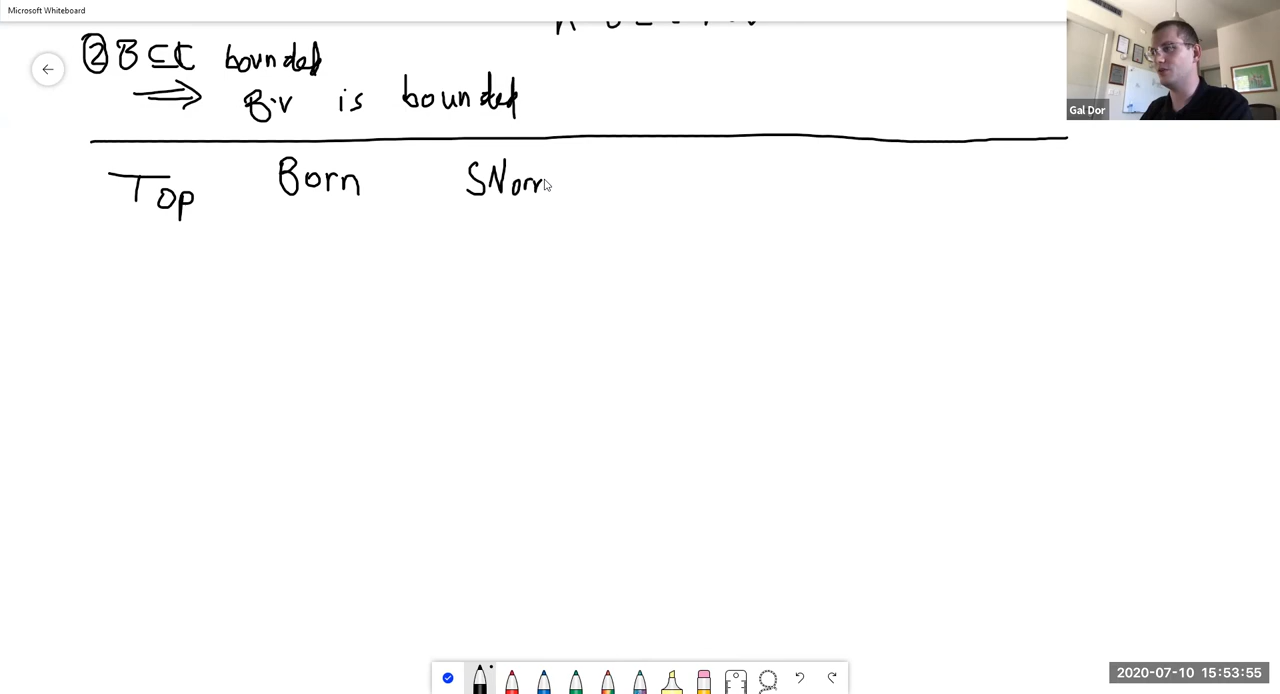 Microsoft Whiteboard
② B ⊆ ℂ bounded
⟹ B·v is bounded
Gal Dor
Top Born SNorm
2020-07-10 15:53:55